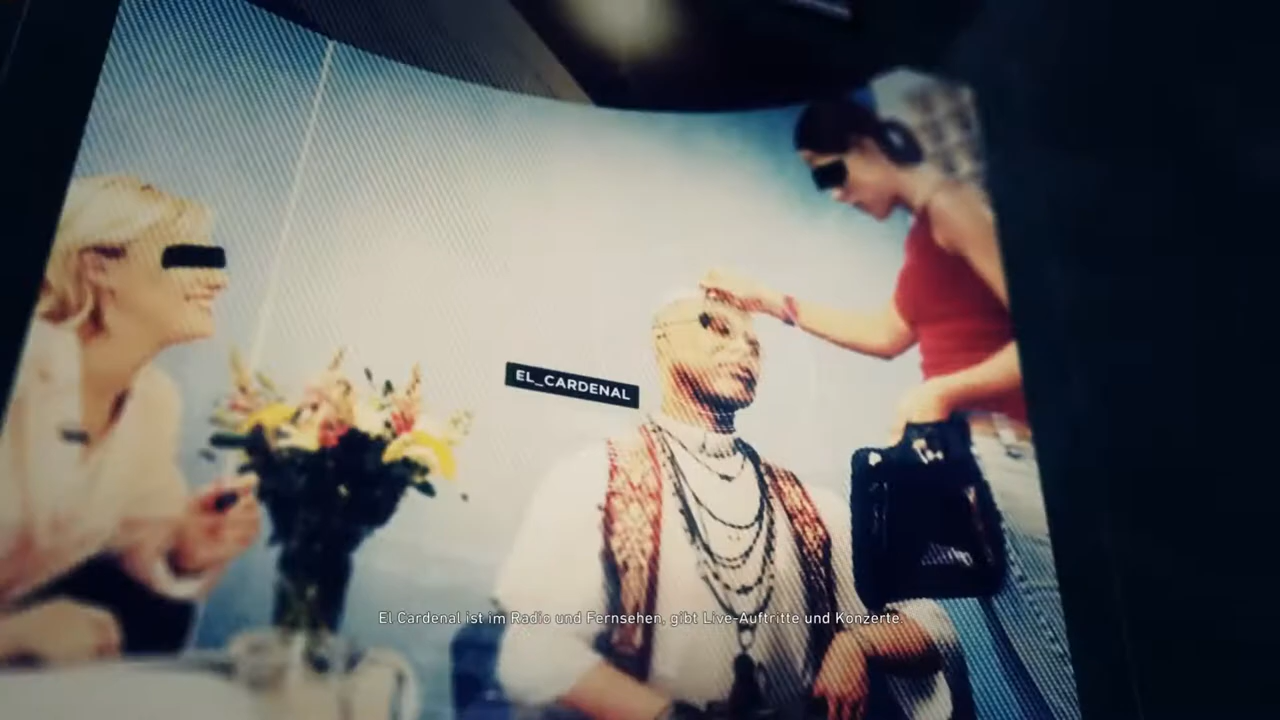 EL_CARDENAL
El Cardenal ist im Radio und Fernsehen, gibt Live-Auftritte und Konzerte.